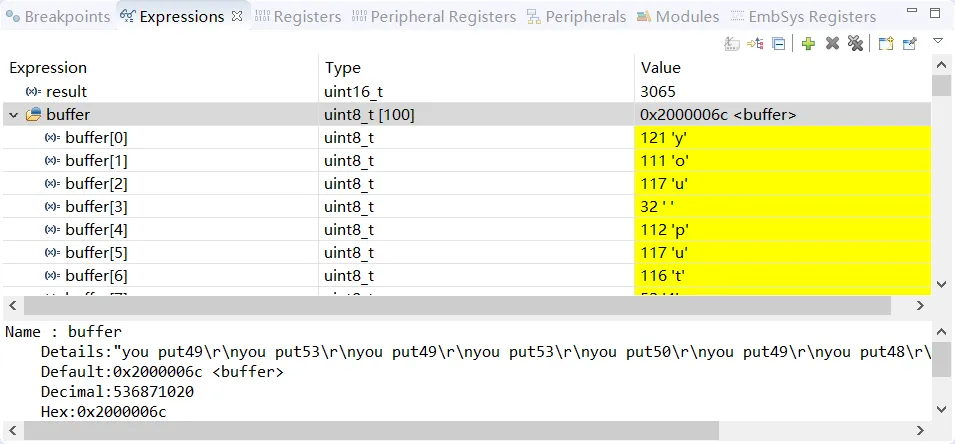 Breakpoints Expressions Registers Peripheral Registers Peripherals Modules EmbSys Registers
Expression Type Value
result uint16_t 3065
buffer uint8_t [100] 0x2000006c <buffer>
buffer[0] uint8_t 121 'y'
buffer[1] uint8_t 111 'o'
buffer[2] uint8_t 117 'u'
buffer[3] uint8_t 32 ' '
buffer[4] uint8_t 112 'p'
buffer[5] uint8_t 117 'u'
buffer[6] uint8_t 116 't'
Name : buffer
Details:"you put49\r\nyou put53\r\nyou put49\r\nyou put53\r\nyou put50\r\nyou put49\r\nyou put48\r\
Default:0x2000006c <buffer>
Decimal:536871020
Hex:0x2000006c